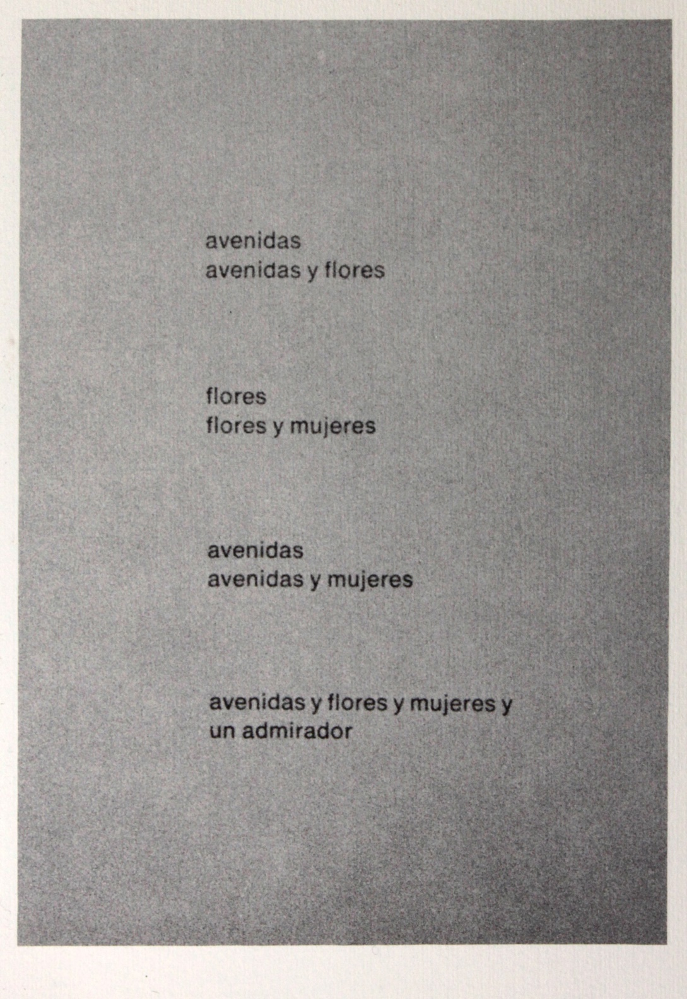 avenidas
avenidas y flores
flores
flores y mujeres
avenidas
avenidas y mujeres
avenidas y flores y mujeres y
un admirador